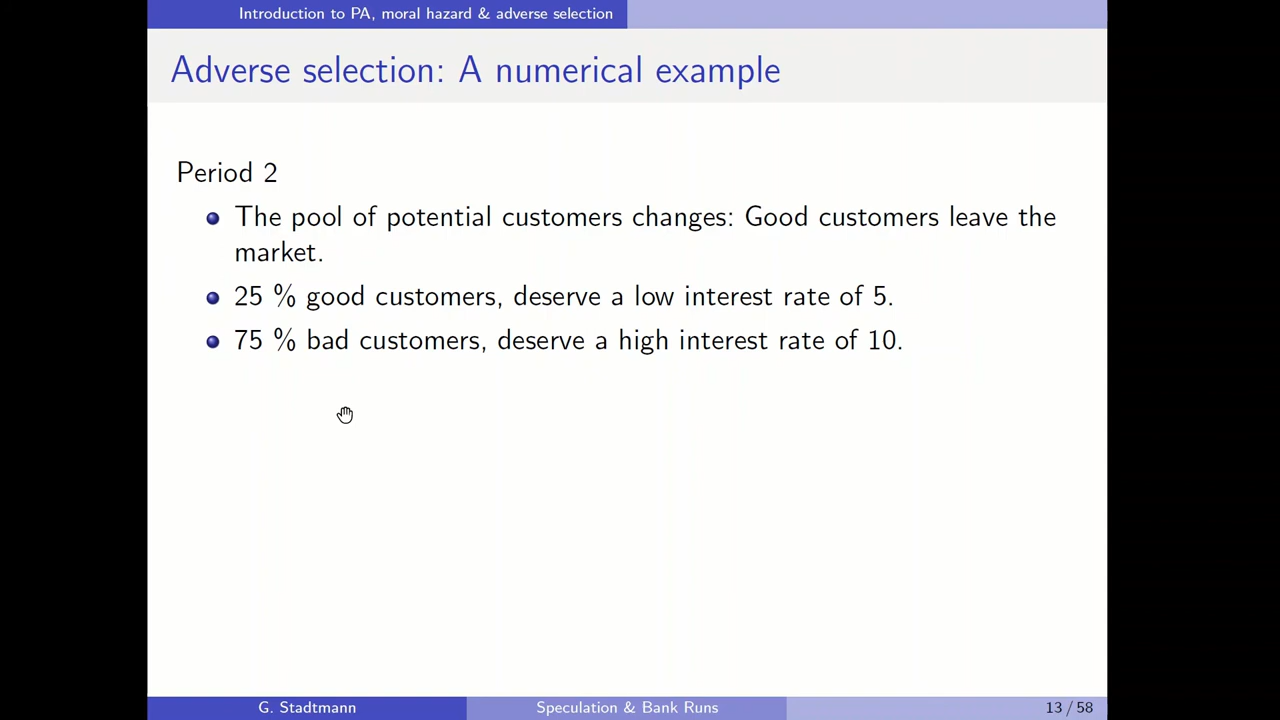 Introduction to PA, moral hazard & adverse selection
Adverse selection: A numerical example
Period 2
The pool of potential customers changes: Good customers leave the
market.
25 % good customers, deserve a low interest rate of 5.
75 % bad customers, deserve a high interest rate of 10.
G. Stadtmann
Speculation & Bank Runs
13 / 58